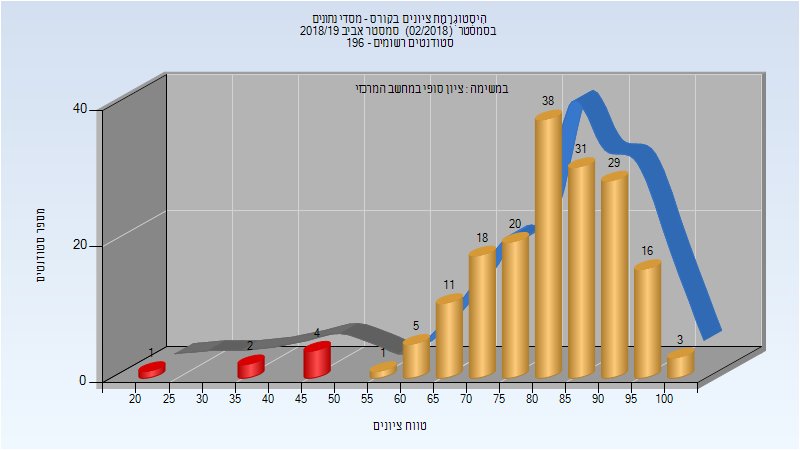 היסטוגרמת ציונים בקורס - מסדי נתונים
בסמסטר (02/2018) סמסטר אביב 2018/19
סטודנטים רשומים - 196
במשימה : ציון סופי במחשב המרכזי
מספר סטודנטים
40
20
0
1
2
4
1
5
11
18
20
38
31
29
16
3
20 25 30 35 40 45 55 60 65 70 75 80 85 90 95 100
טווח ציונים